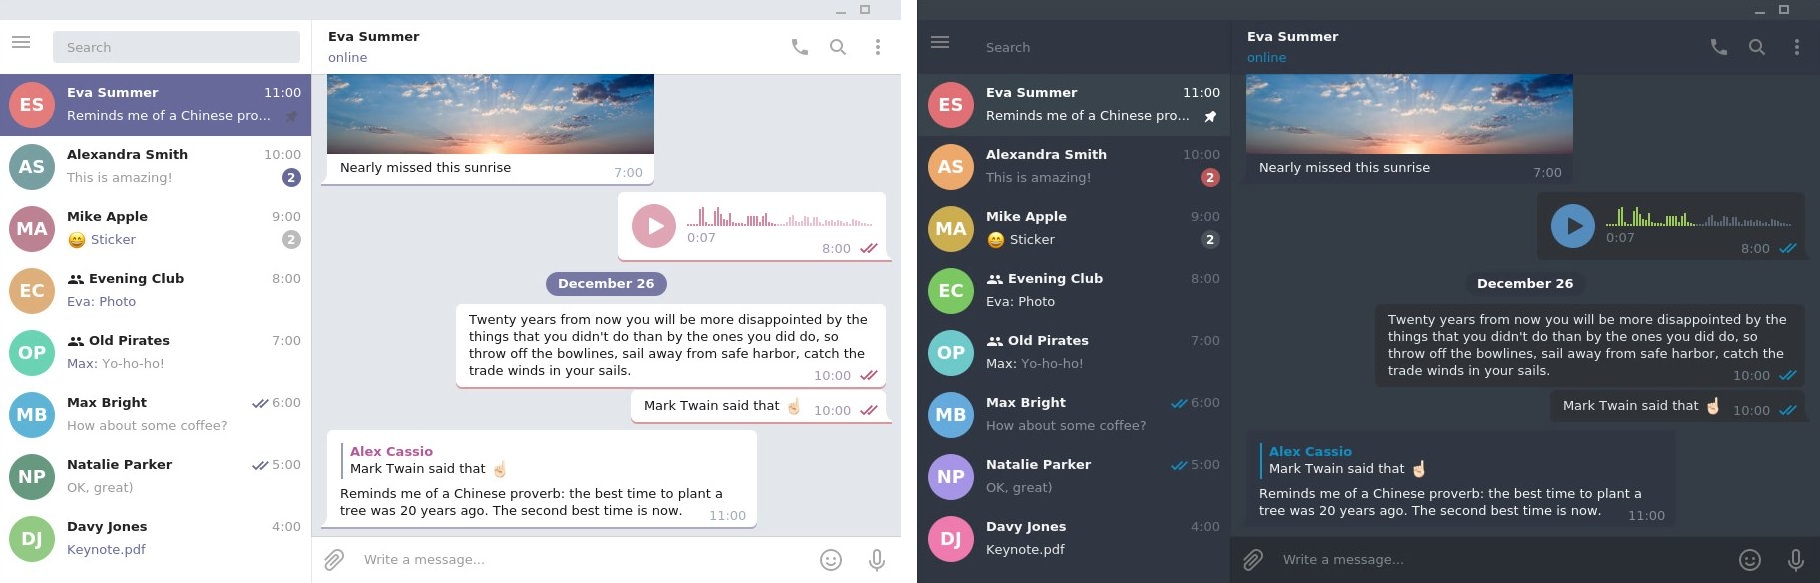 Search
ES
Eva Summer
11:00
Reminds me of a Chinese pro...
AS
Alexandra Smith
10:00
This is amazing!
2
MA
Mike Apple
9:00
Sticker
2
EC
Evening Club
8:00
Eva: Photo
OP
Old Pirates
7:00
Max: Yo-ho-ho!
MB
Max Bright
6:00
How about some coffee?
NP
Natalie Parker
5:00
OK, great)
DJ
Davy Jones
4:00
Keynote.pdf
Eva Summer
online
Nearly missed this sunrise
7:00
0:07
8:00
December 26
Twenty years from now you will be more disappointed by the
things that you didn't do than by the ones you did do, so
throw off the bowlines, sail away from safe harbor, catch the
trade winds in your sails.
10:00
Mark Twain said that ☝🏻
10:00
Alex Cassio
Mark Twain said that ☝🏻
Reminds me of a Chinese proverb: the best time to plant a
tree was 20 years ago. The second best time is now.
11:00
Write a message...
Search
ES
Eva Summer
11:00
Reminds me of a Chinese pro...
AS
Alexandra Smith
10:00
This is amazing!
2
MA
Mike Apple
9:00
Sticker
2
EC
Evening Club
8:00
Eva: Photo
OP
Old Pirates
7:00
Max: Yo-ho-ho!
MB
Max Bright
6:00
How about some coffee?
NP
Natalie Parker
5:00
OK, great)
DJ
Davy Jones
4:00
Keynote.pdf
Eva Summer
online
Nearly missed this sunrise
7:00
0:07
8:00
December 26
Twenty years from now you will be more disappointed by the
things that you didn't do than by the ones you did do, so
throw off the bowlines, sail away from safe harbor, catch the
trade winds in your sails.
10:00
Mark Twain said that ☝🏻
10:00
Alex Cassio
Mark Twain said that ☝🏻
Reminds me of a Chinese proverb: the best time to plant a
tree was 20 years ago. The second best time is now.
11:00
Write a message...